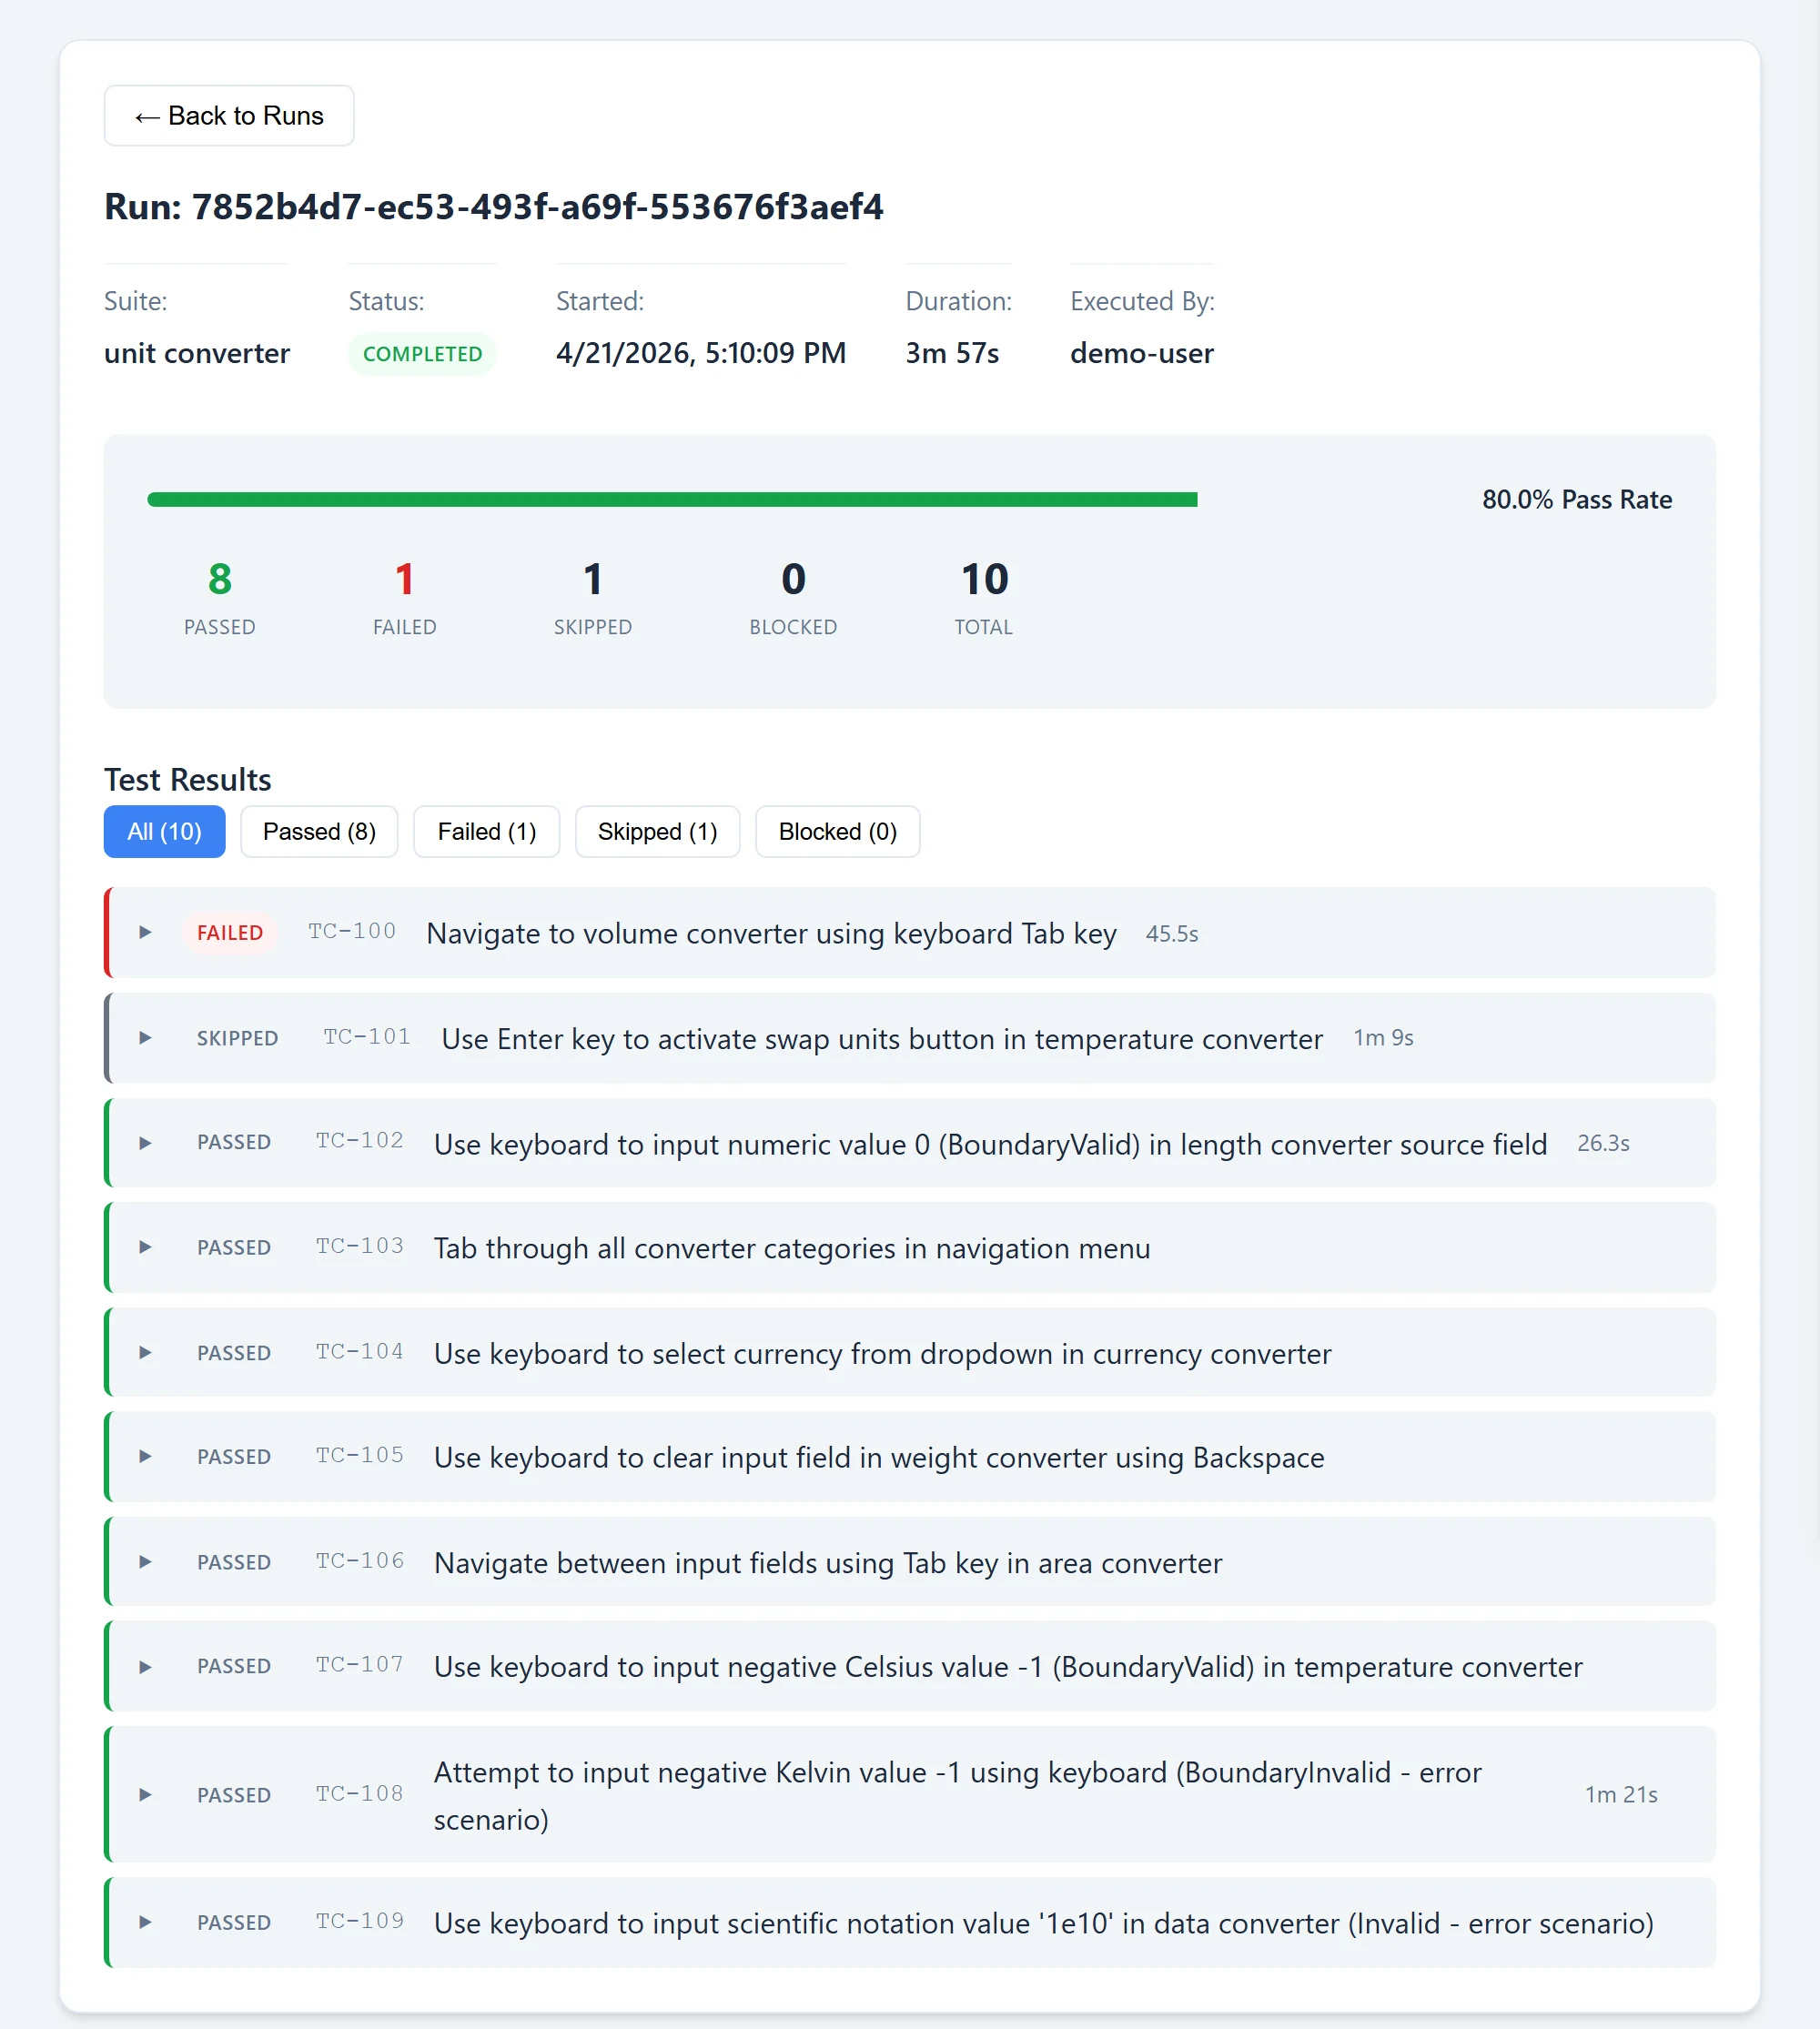 ← Back to Runs
Run: 7852b4d7-ec53-493f-a69f-553676f3aef4
Suite: Status: Started: Duration: Executed By:
unit converter COMPLETED 4/21/2026, 5:10:09 PM 3m 57s demo-user
80.0% Pass Rate
8 1 1 0 10
PASSED FAILED SKIPPED BLOCKED TOTAL
Test Results
All (10) Passed (8) Failed (1) Skipped (1) Blocked (0)
▶ FAILED TC-100 Navigate to volume converter using keyboard Tab key 45.5s
▶ SKIPPED TC-101 Use Enter key to activate swap units button in temperature converter 1m 9s
▶ PASSED TC-102 Use keyboard to input numeric value 0 (BoundaryValid) in length converter source field 26.3s
▶ PASSED TC-103 Tab through all converter categories in navigation menu
▶ PASSED TC-104 Use keyboard to select currency from dropdown in currency converter
▶ PASSED TC-105 Use keyboard to clear input field in weight converter using Backspace
▶ PASSED TC-106 Navigate between input fields using Tab key in area converter
▶ PASSED TC-107 Use keyboard to input negative Celsius value -1 (BoundaryValid) in temperature converter
▶ PASSED TC-108 Attempt to input negative Kelvin value -1 using keyboard (BoundaryInvalid - error
scenario) 1m 21s
▶ PASSED TC-109 Use keyboard to input scientific notation value '1e10' in data converter (Invalid - error scenario)